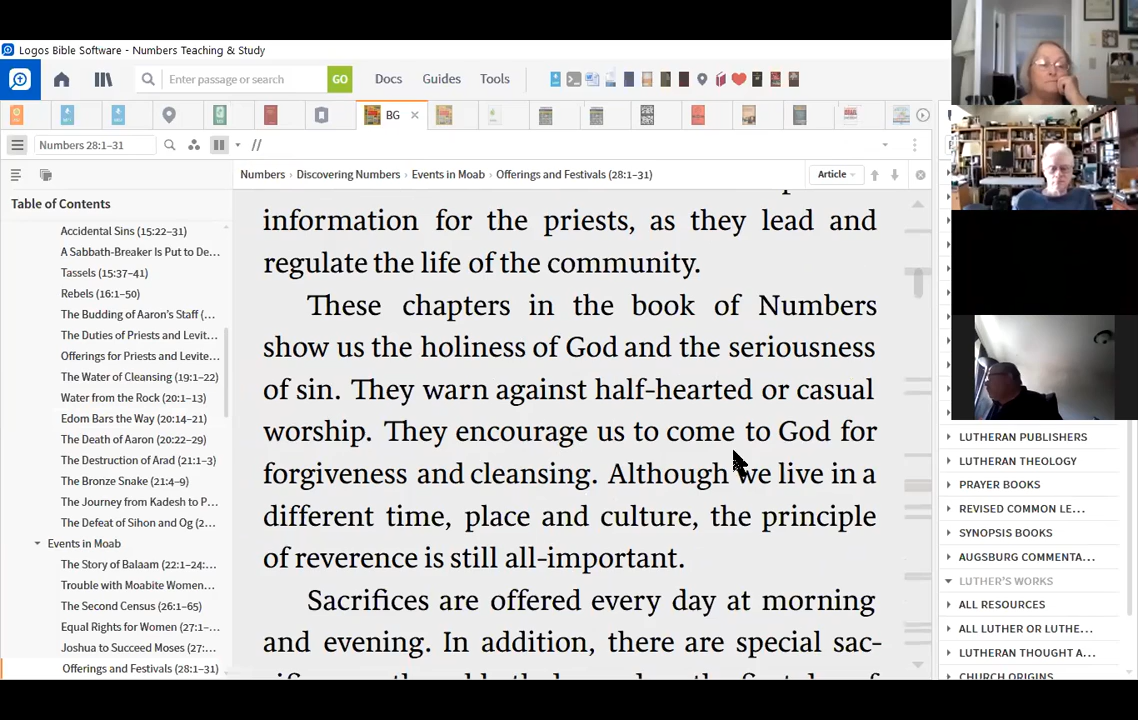 Logos Bible Software - Numbers Teaching & Study
Enter passage or search
GO
Docs
Guides
Tools
BG
Numbers 28:1–31
Numbers › Discovering Numbers › Events in Moab › Offerings and Festivals (28:1–31)
Article
Table of Contents
Accidental Sins (15:22–31)
A Sabbath-Breaker Is Put to De...
Tassels (15:37–41)
Rebels (16:1–50)
The Budding of Aaron's Staff (...
The Duties of Priests and Levit...
Offerings for Priests and Levite...
The Water of Cleansing (19:1–22)
Water from the Rock (20:1–13)
Edom Bars the Way (20:14–21)
The Death of Aaron (20:22–29)
The Destruction of Arad (21:1–3)
The Bronze Snake (21:4–9)
The Journey from Kadesh to P...
The Defeat of Sihon and Og (2...
Events in Moab
The Story of Balaam (22:1–24:...
Trouble with Moabite Women...
The Second Census (26:1–65)
Equal Rights for Women (27:1–...
Joshua to Succeed Moses (27:...
Offerings and Festivals (28:1–31)
information for the priests, as they lead and
regulate the life of the community.
These chapters in the book of Numbers
show us the holiness of God and the seriousness
of sin. They warn against half-hearted or casual
worship. They encourage us to come to God for
forgiveness and cleansing. Although we live in a
different time, place and culture, the principle
of reverence is still all-important.
Sacrifices are offered every day at morning
and evening. In addition, there are special sac-
LUTHERAN PUBLISHERS
LUTHERAN THEOLOGY
PRAYER BOOKS
REVISED COMMON LE...
SYNOPSIS BOOKS
AUGSBURG COMMENTA...
LUTHER'S WORKS
ALL RESOURCES
ALL LUTHER OR LUTHE...
LUTHERAN THOUGHT A...
CHURCH ORIGINS